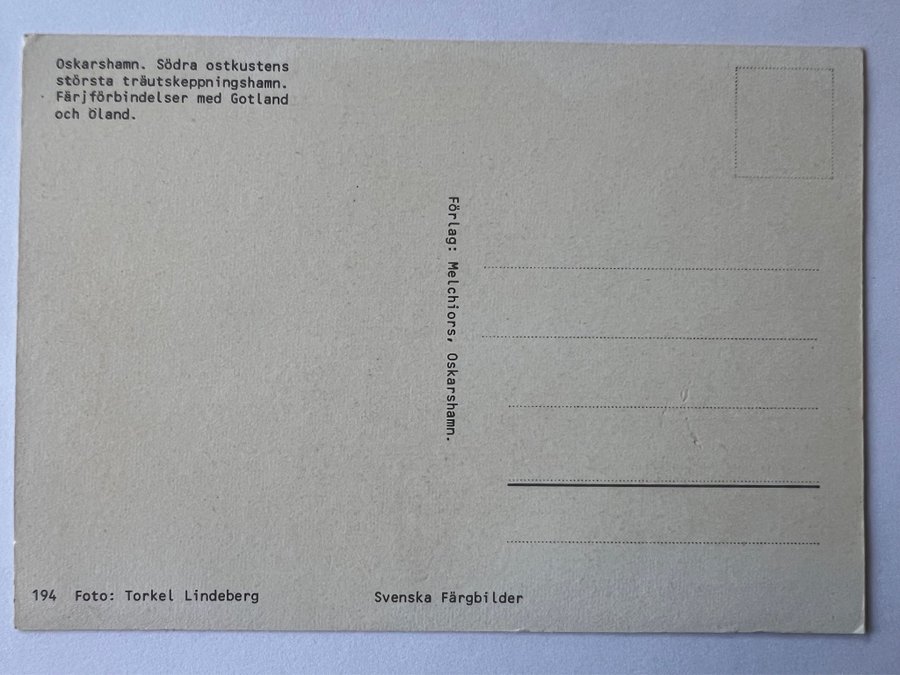 Oskarshamn. Södra ostkustens
största träutskeppningshamn.
Färjförbindelser med Gotland
och Öland.
Förlag: Melchiors, Oskarshamn.
194 Foto: Torkel Lindeberg
Svenska Färgbilder